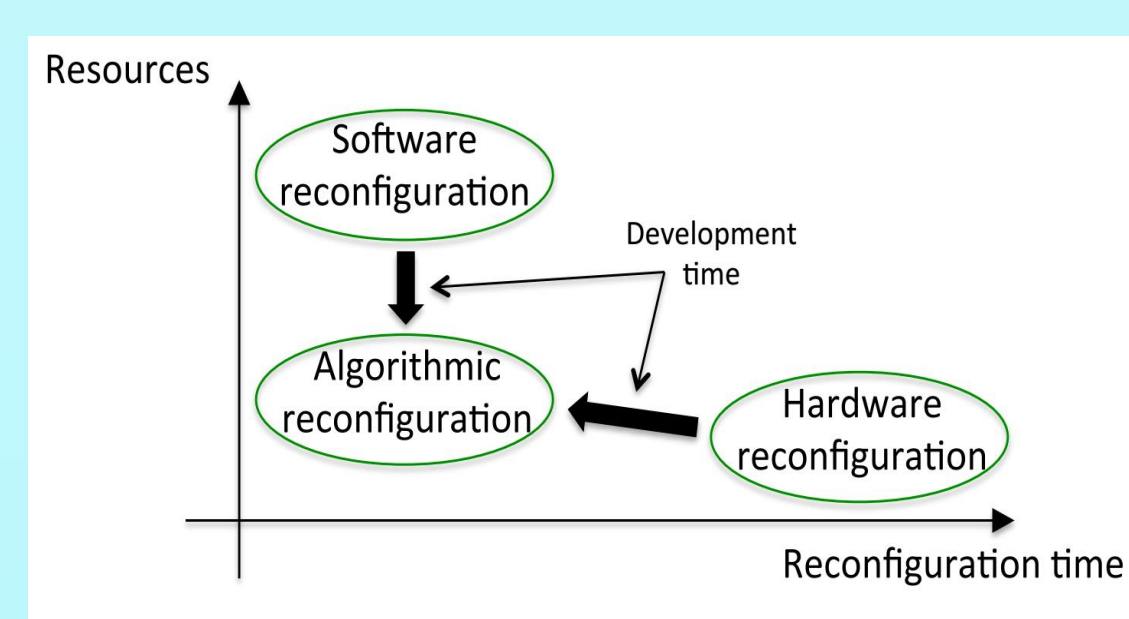 Resources
Software
reconfiguration
Development
time
Algorithmic
reconfiguration
Hardware
reconfiguration
Reconfiguration time